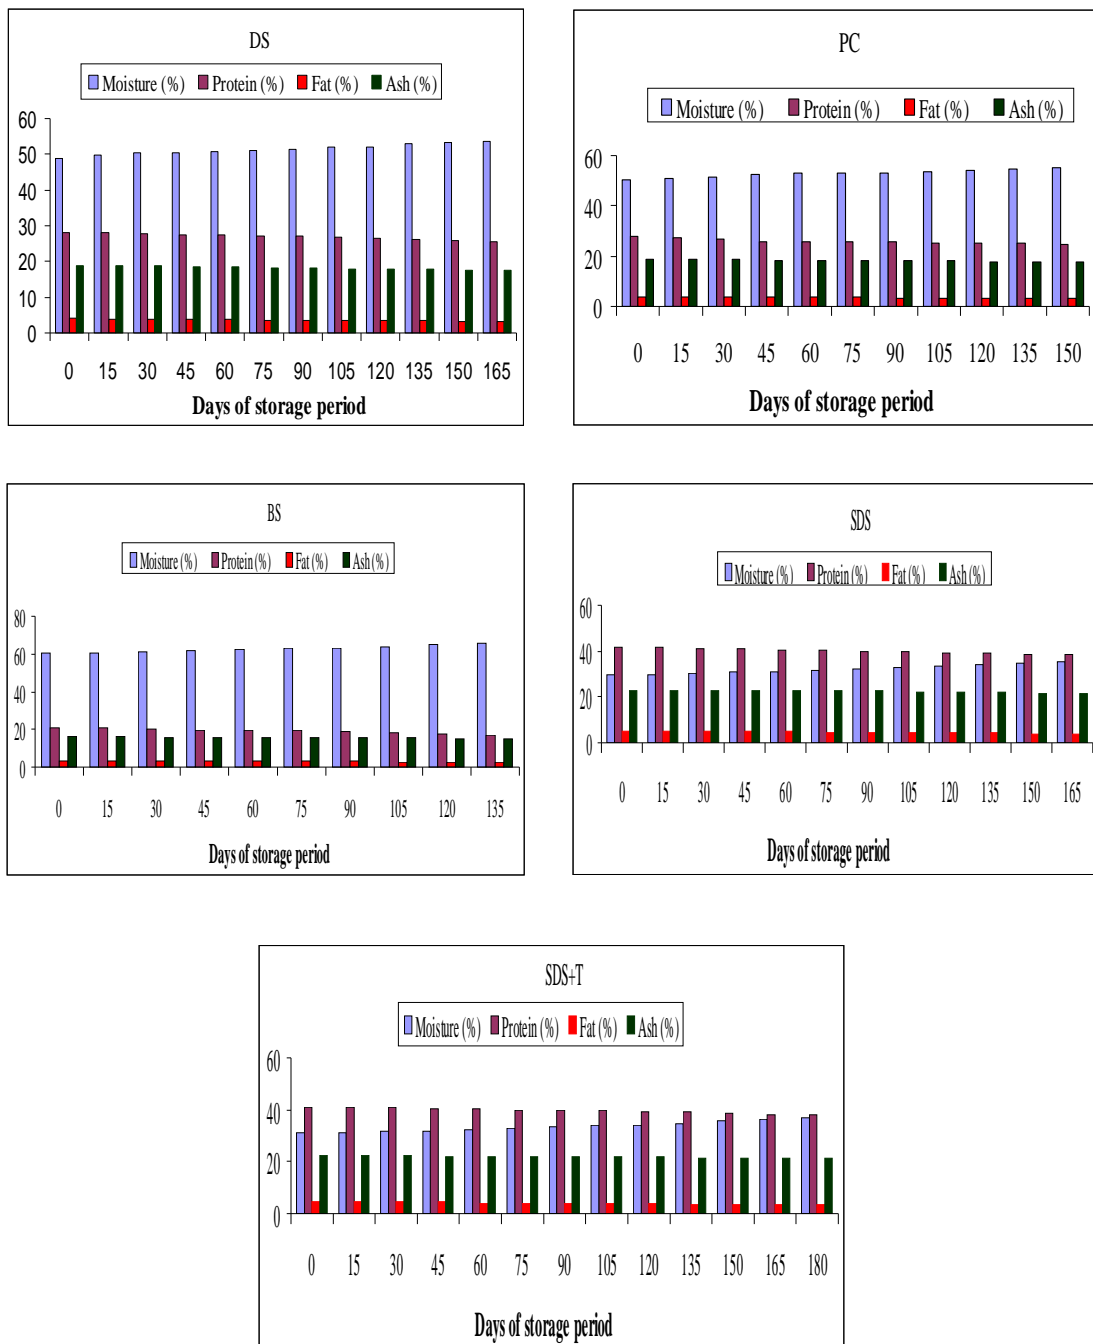 DS
Moisture (%) Protein (%) Fat (%) Ash (%)
60
50
40
30
20
10
0
0 15 30 45 60 75 90 105 120 135 150 165
Days of storage period
PC
Moisture (%) Protein (%) Fat (%) Ash (%)
60
40
20
0
0 15 30 45 60 75 90 105 120 135 150
Days of storage period
BS
Moisture (%) Protein (%) Fat (%) Ash (%)
80
60
40
20
0
0 15 30 45 60 75 90 105 120 135
Days of storage period
SDS
Moisture (%) Protein (%) Fat (%) Ash (%)
60
40
20
0
0 15 30 45 60 75 90 105 120 135 150 165
Days of storage period
SDS+T
Moisture (%) Protein (%) Fat (%) Ash (%)
60
40
20
0
0 15 30 45 60 75 90 105 120 135 150 165 180
Days of storage period